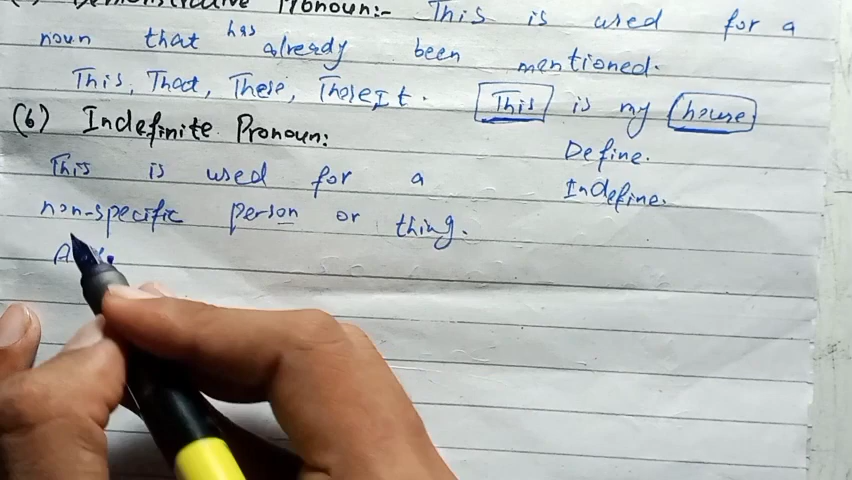 Demonstrative Pronoun:- This is used for a
noun that has already been mentioned.
This, That, These, Those, It. This is my house
(6) Indefinite Pronoun:
Define.
This is used for a
Indefine.
non-specific person or thing.